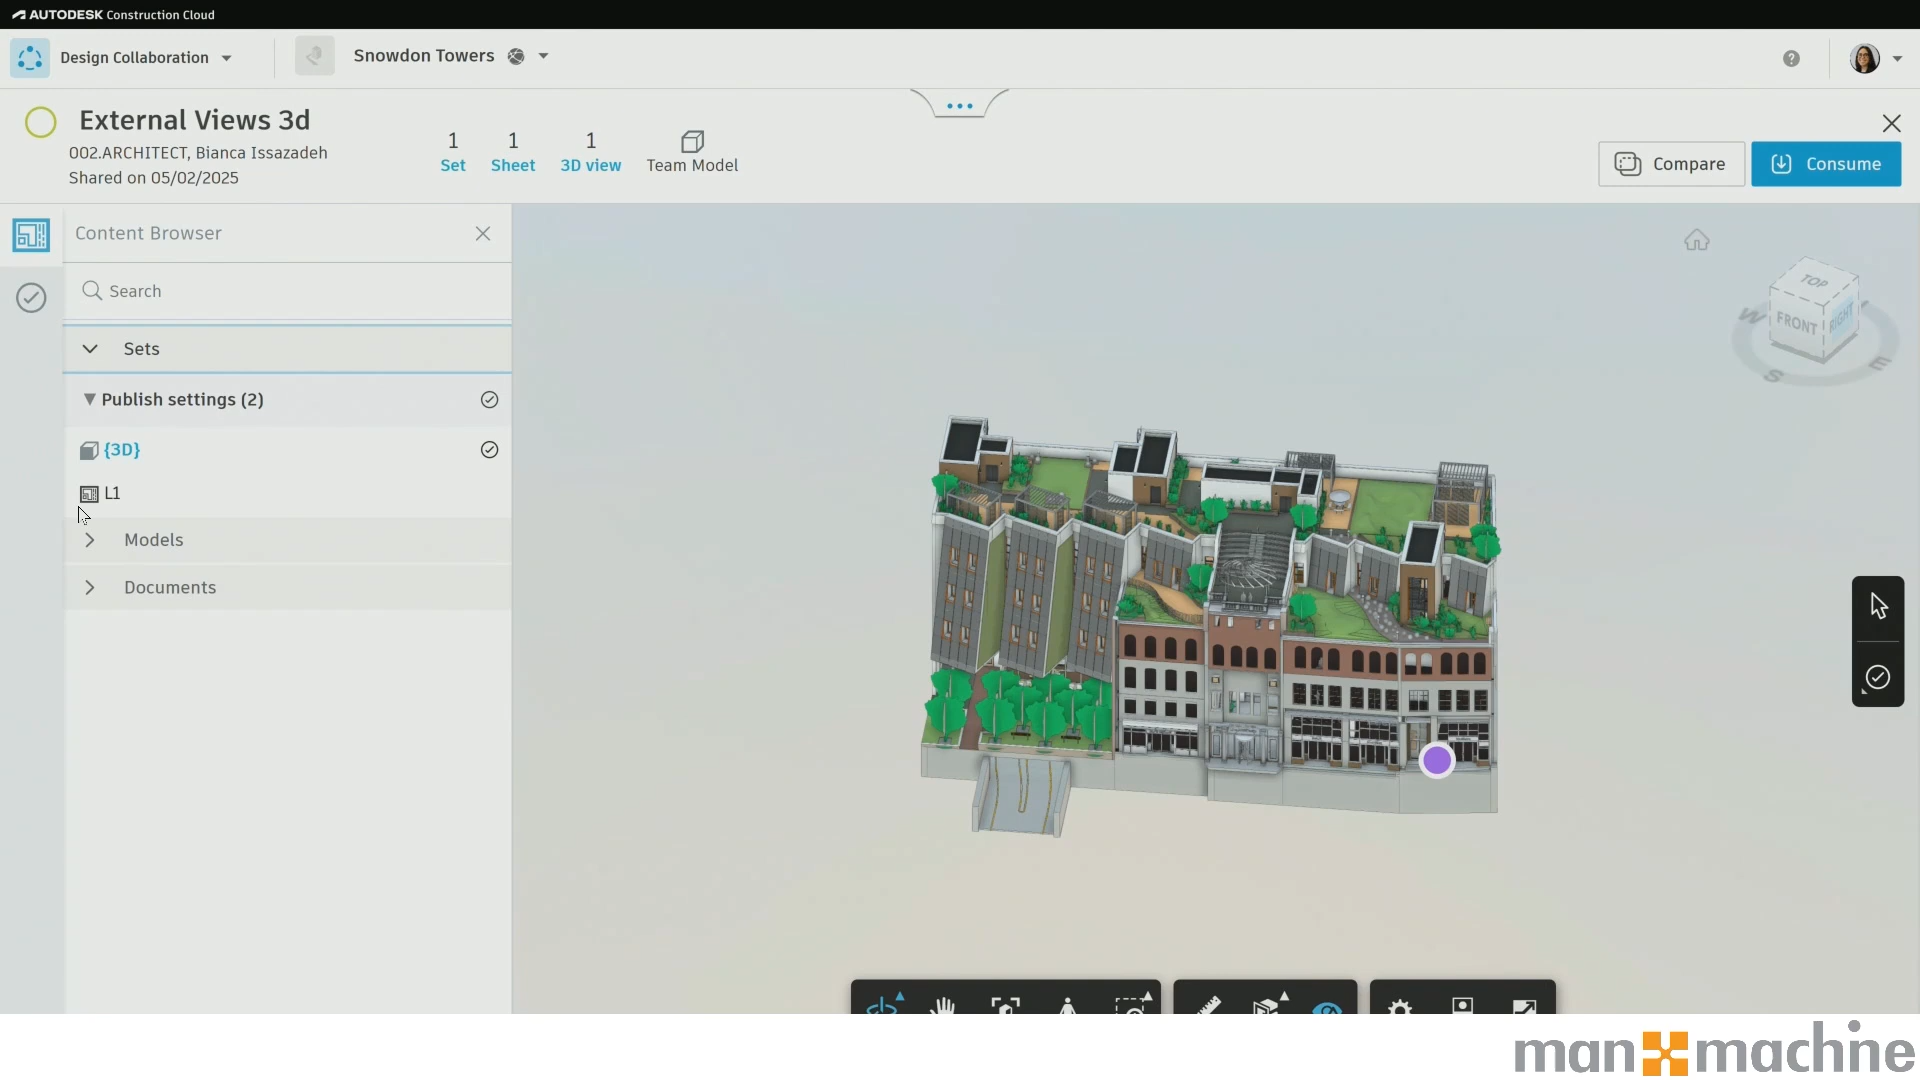 AUTODESK Construction Cloud
Design Collaboration
Snowdon Towers
External Views 3d
002.ARCHITECT, Bianca Issazadeh
Shared on 05/02/2025
1 Set
1 Sheet
1 3D view
Team Model
Compare
Consume
Content Browser
Search
Sets
Publish settings (2)
{3D}
L1
Models
Documents
TOP
FRONT
RIGHT
W
S
E
man machine